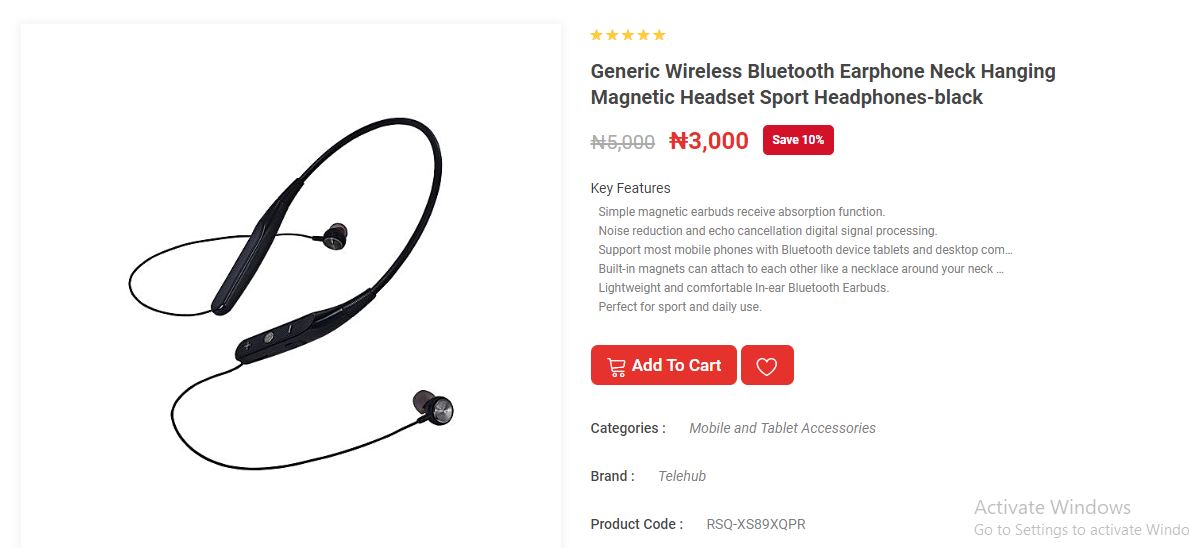 Generic Wireless Bluetooth Earphone Neck Hanging
Magnetic Headset Sport Headphones-black
₦5,000 ₦3,000 Save 10%
Key Features
Simple magnetic earbuds receive absorption function.
Noise reduction and echo cancellation digital signal processing.
Support most mobile phones with Bluetooth device tablets and desktop com...
Built-in magnets can attach to each other like a necklace around your neck ...
Lightweight and comfortable In-ear Bluetooth Earbuds.
Perfect for sport and daily use.
Add To Cart
Categories : Mobile and Tablet Accessories
Brand : Telehub
Product Code : RSQ-XS89XQPR
Activate Windows
Go to Settings to activate Windo